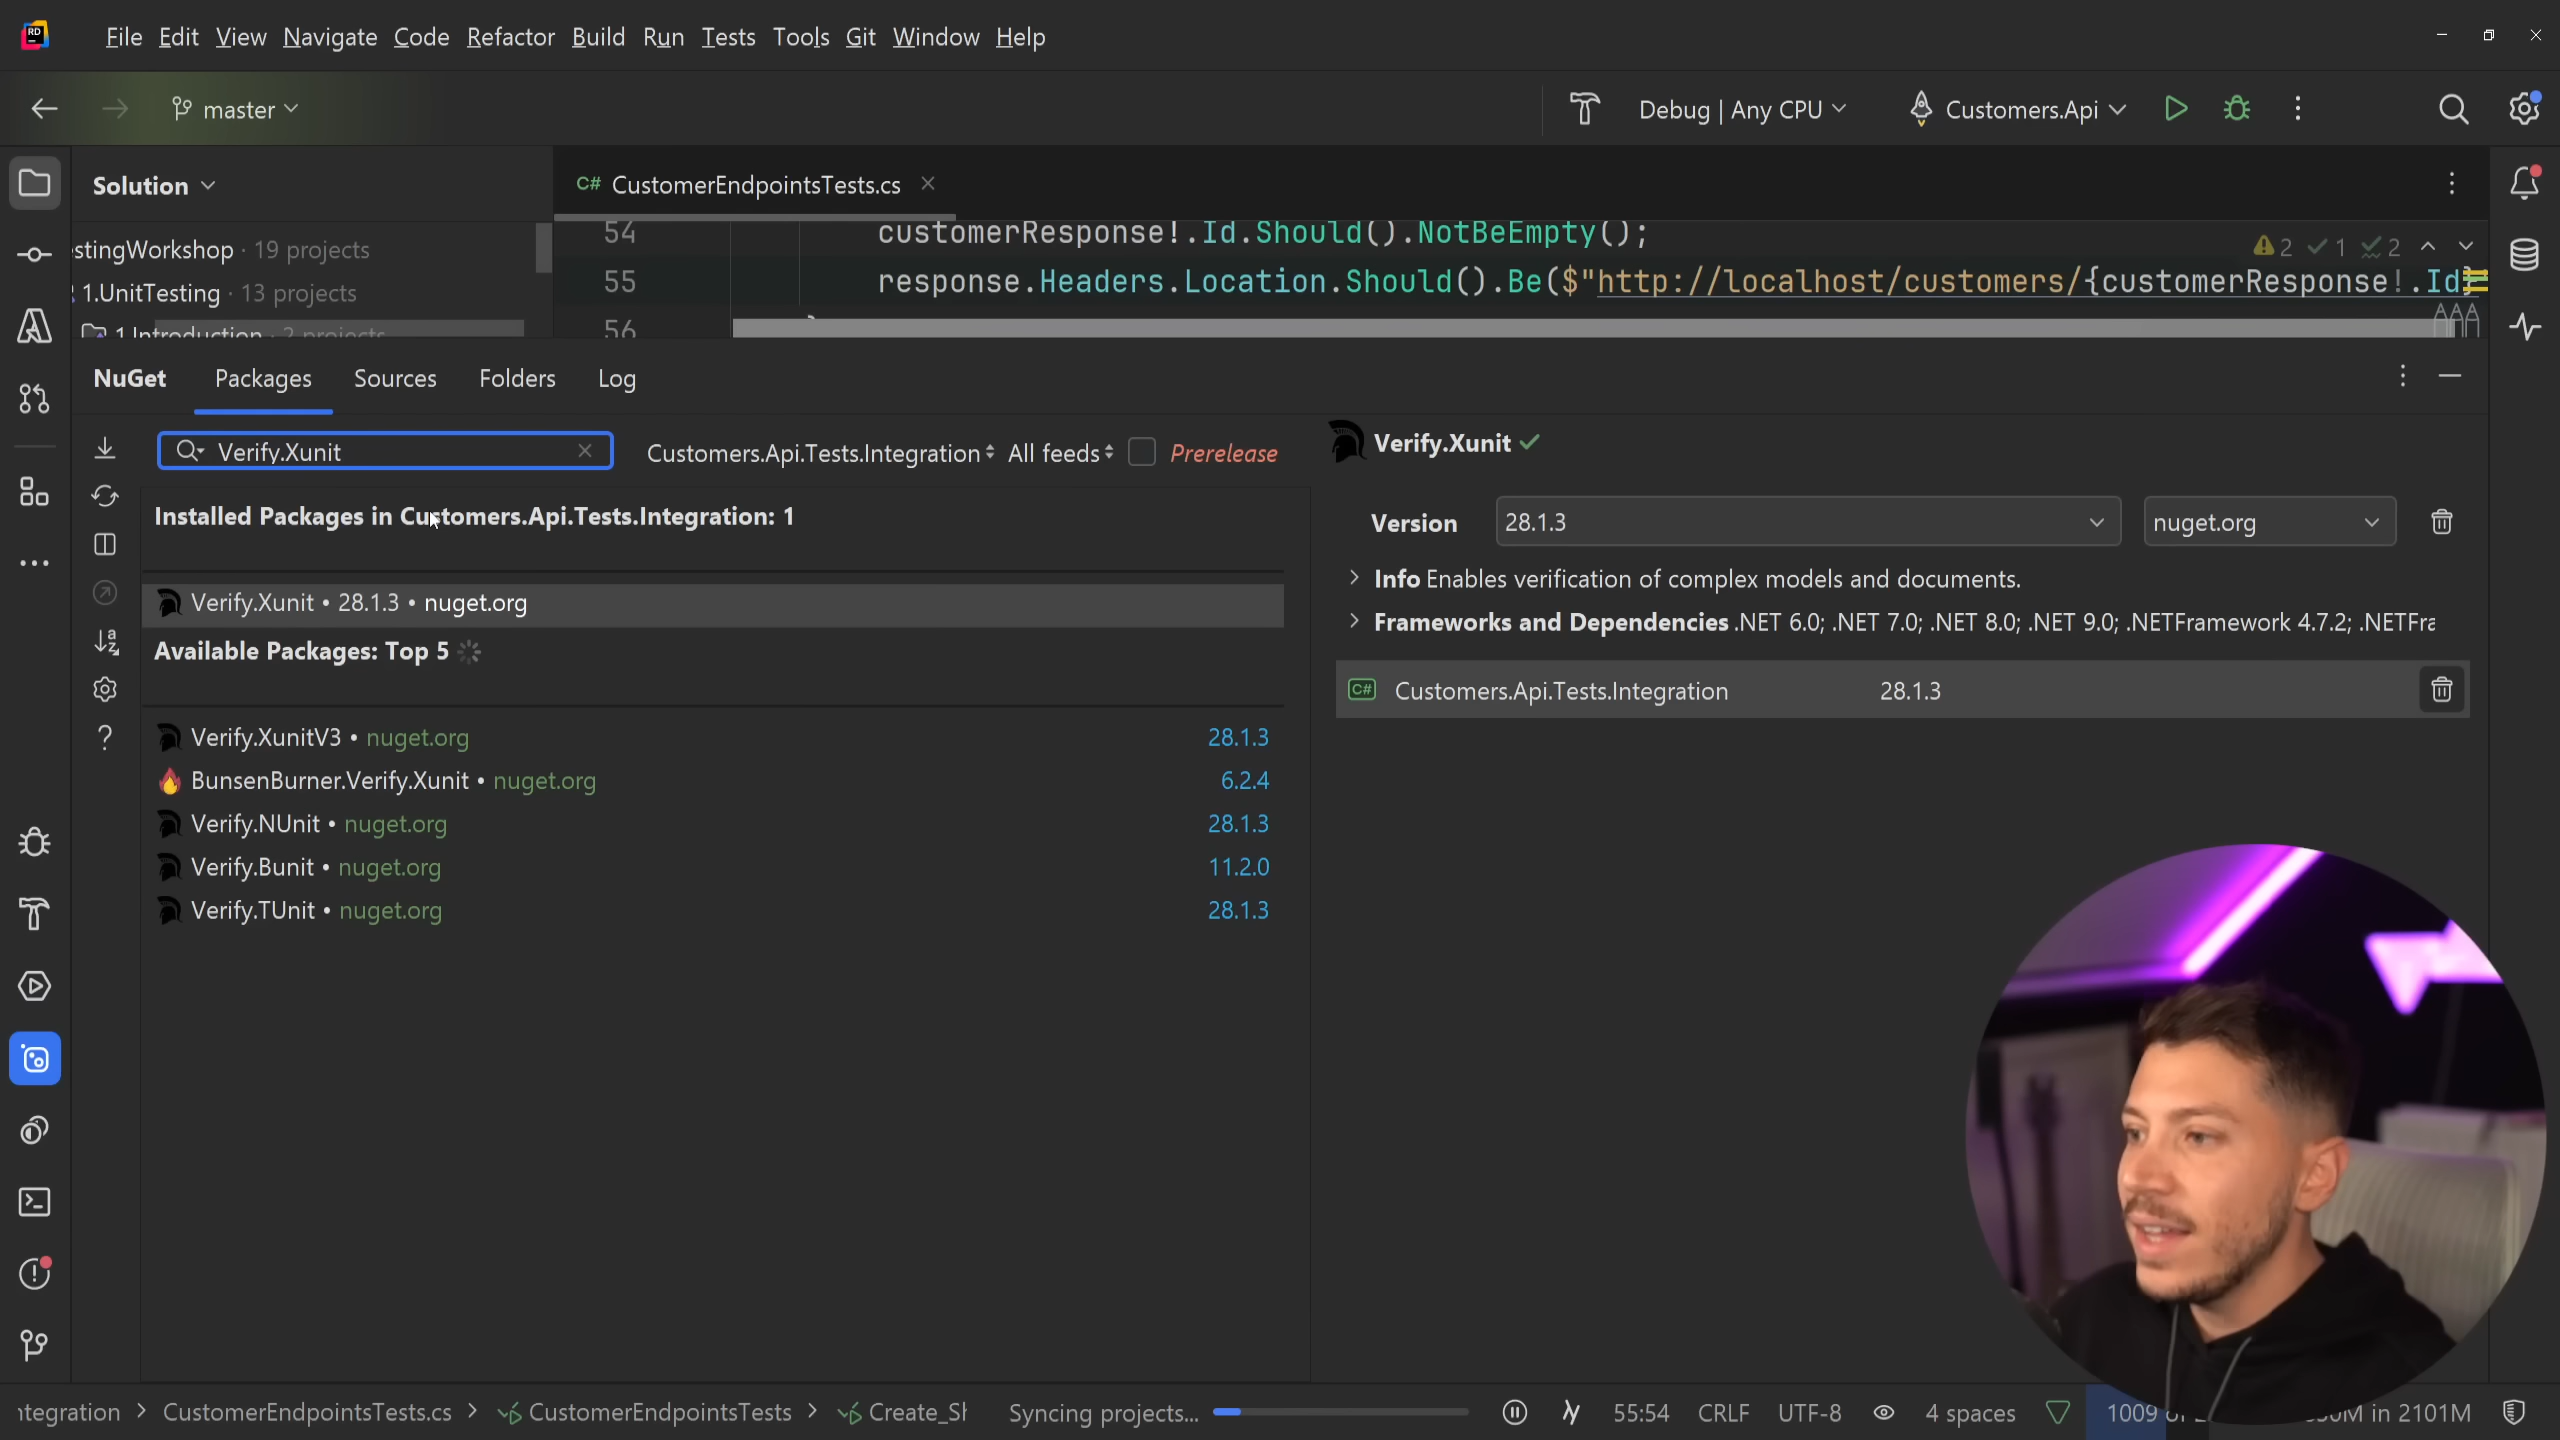 File Edit View Navigate Code Refactor Build Run Tests Tools Git Window Help
master
Debug | Any CPU
Customers.Api
Solution
C# CustomerEndpointsTests.cs
estingWorkshop · 19 projects
1.UnitTesting · 13 projects
1.Introduction · 2 projects
54 customerResponse!.Id.Should().NotBeEmpty();
2 1 2
55 response.Headers.Location.Should().Be($"http://localhost/customers/{customerResponse!.Id}
56
NuGet Packages Sources Folders Log
Verify.Xunit
Customers.Api.Tests.Integration All feeds Prerelease
Installed Packages in Customers.Api.Tests.Integration: 1
Verify.Xunit • 28.1.3 • nuget.org
Available Packages: Top 5
Verify.XunitV3 • nuget.org 28.1.3
BunsenBurner.Verify.Xunit • nuget.org 6.2.4
Verify.NUnit • nuget.org 28.1.3
Verify.Bunit • nuget.org 11.2.0
Verify.TUnit • nuget.org 28.1.3
Verify.Xunit
Version 28.1.3 nuget.org
Info Enables verification of complex models and documents.
Frameworks and Dependencies .NET 6.0; .NET 7.0; .NET 8.0; .NET 9.0; .NETFramework 4.7.2; .NETFra
C# Customers.Api.Tests.Integration 28.1.3
ntegration > CustomerEndpointsTests.cs > CustomerEndpointsTests > Create_Sh
Syncing projects...
55:54 CRLF UTF-8 4 spaces 1009 M in 2101M